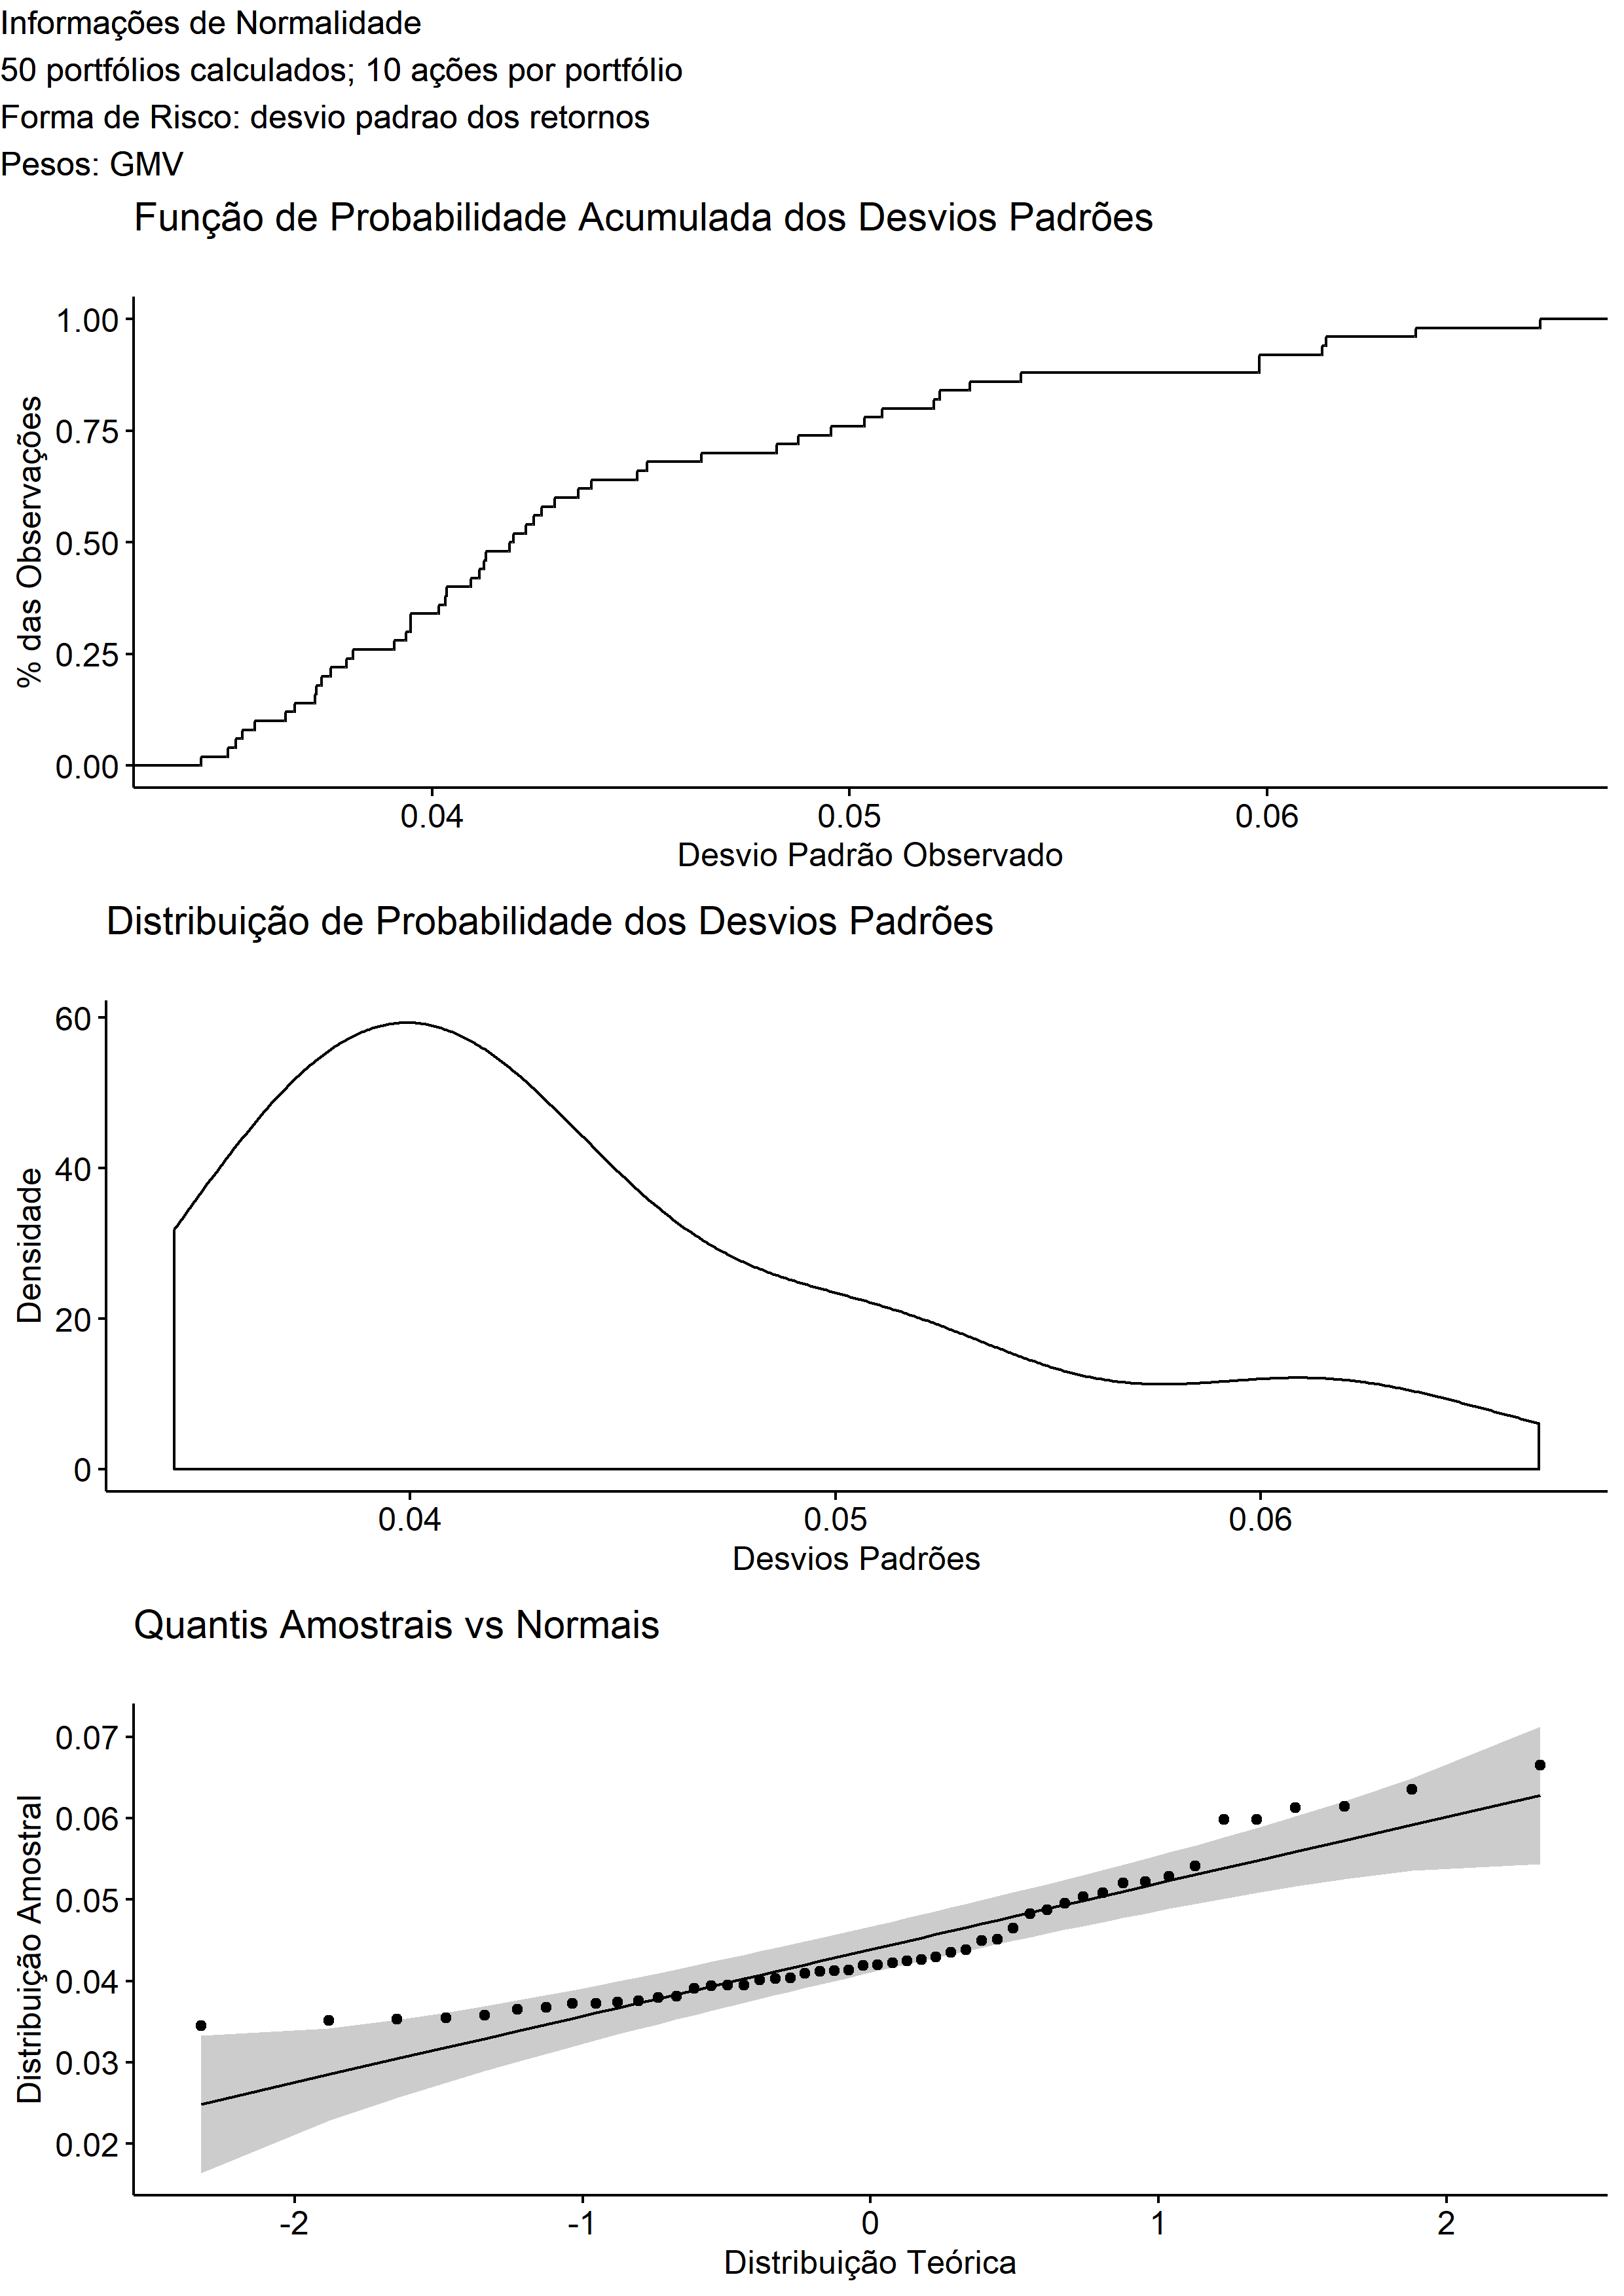 Informações de Normalidade
50 portfólios calculados; 10 ações por portfólio
Forma de Risco: desvio padrao dos retornos
Pesos: GMV
Função de Probabilidade Acumulada dos Desvios Padrões
% das Observações
1.00
0.75
0.50
0.25
0.00
0.04 0.05 0.06
Desvio Padrão Observado
Distribuição de Probabilidade dos Desvios Padrões
Densidade
60
40
20
0
0.04 0.05 0.06
Desvios Padrões
Quantis Amostrais vs Normais
Distribuição Amostral
0.07
0.06
0.05
0.04
0.03
0.02
-2 -1 0 1 2
Distribuição Teórica